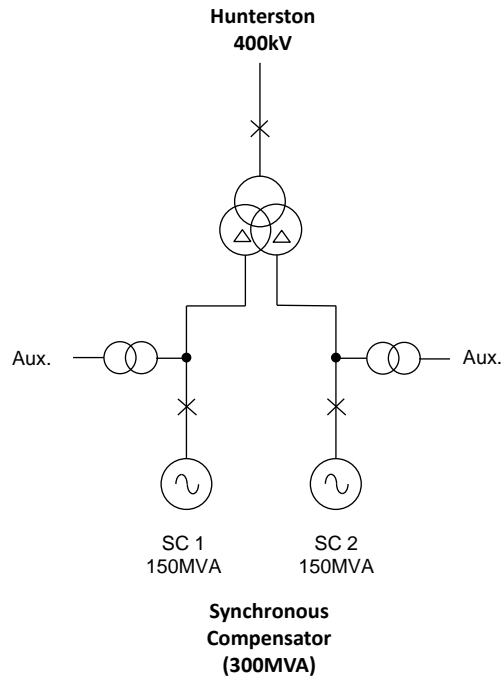 Hunterston
400kV
Aux.
Aux.
SC 1
150MVA
SC 2
150MVA
Synchronous
Compensator
(300MVA)